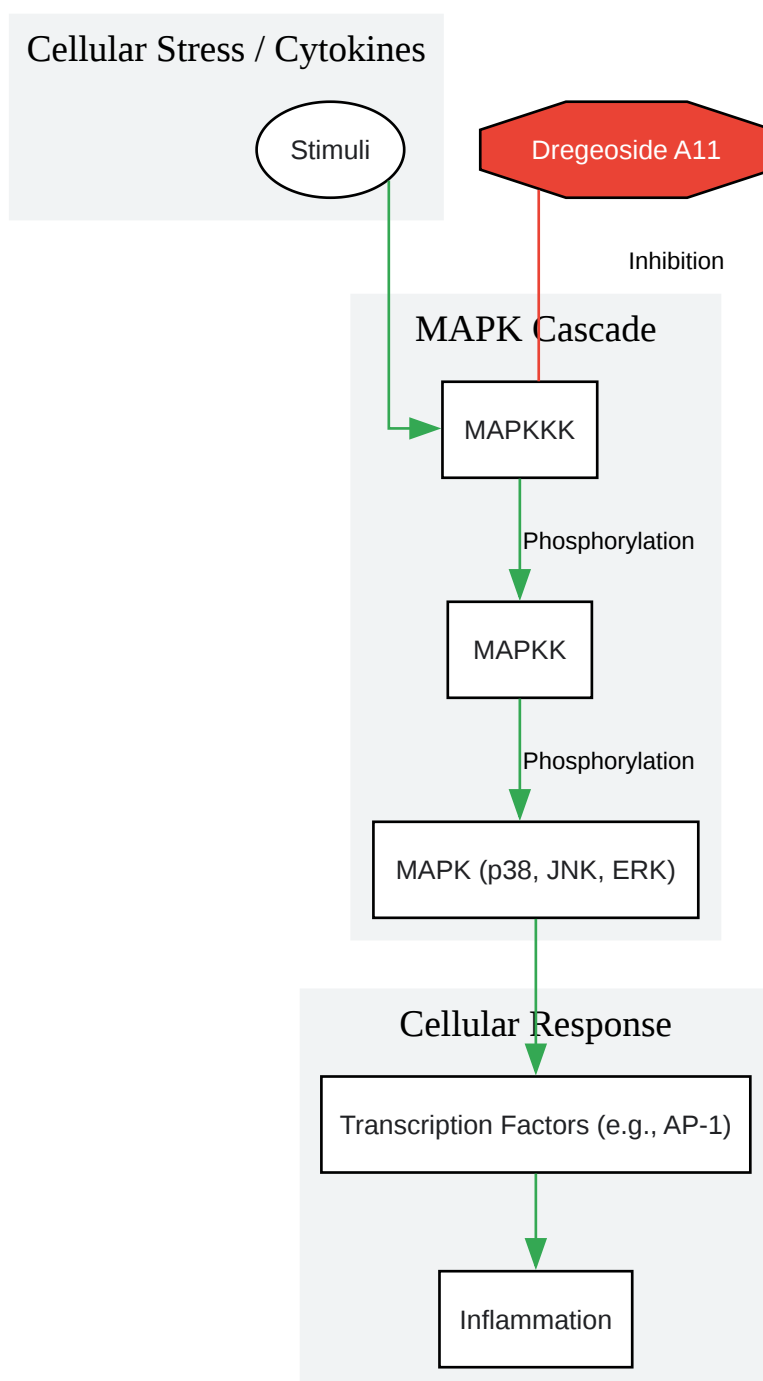 Cellular Stress / Cytokines
Stimuli
Dregeoside A11
Inhibition
MAPK Cascade
MAPKKK
Phosphorylation
MAPKK
Phosphorylation
MAPK (p38, JNK, ERK)
Cellular Response
Transcription Factors (e.g., AP-1)
Inflammation